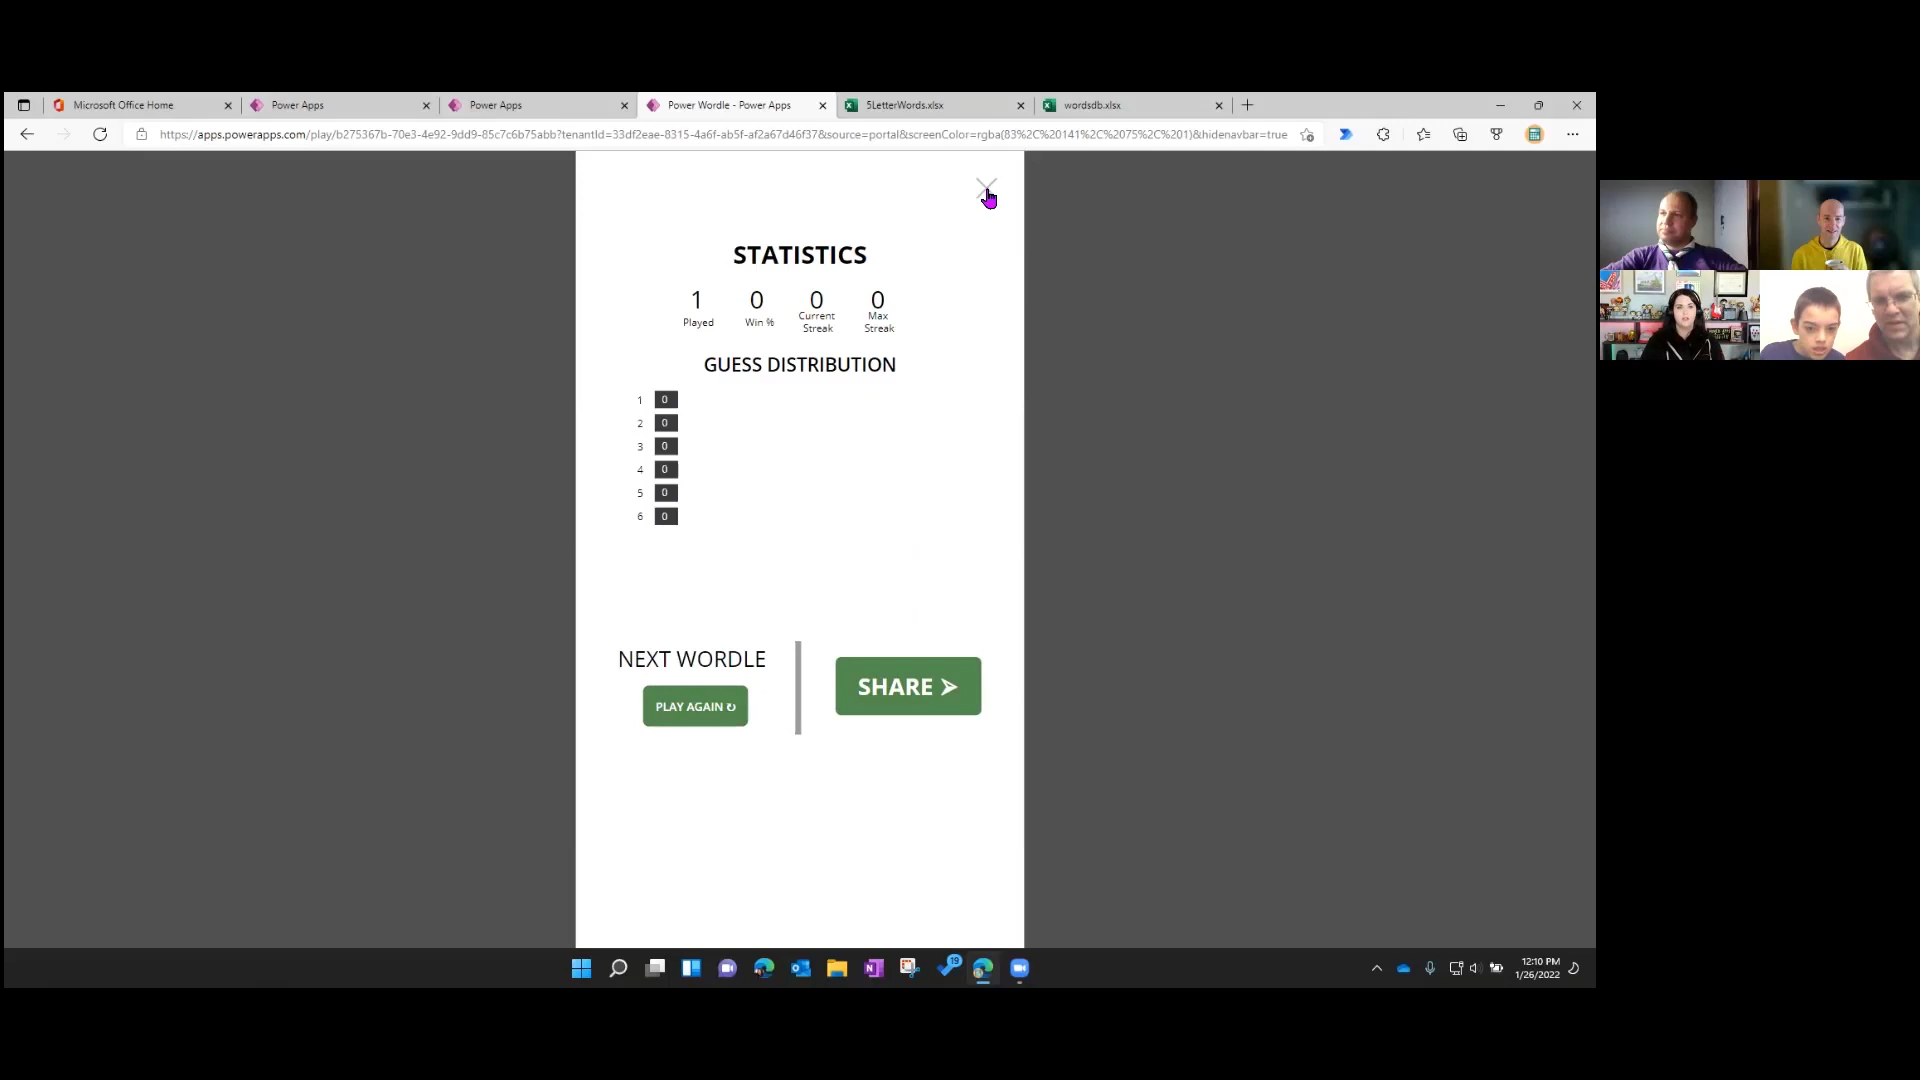 Microsoft Office Home
Power Apps
Power Apps
Power Wordle - Power Apps
5LetterWords.xlsx
wordsdb.xlsx
https://apps.powerapps.com/play/b275367b-70e3-4e92-9dd9-85c7c6b75abb?tenantId=33df2eae-8315-4a6f-ab5f-af2a67d46f37&source=portal&screenColor=rgba(83%2C%20141%2C%2075%2C%201)&hidenavbar=true
STATISTICS
1 0 0 0
Played Win % Current Streak Max Streak
GUESS DISTRIBUTION
1 0
2 0
3 0
4 0
5 0
6 0
NEXT WORDLE
PLAY AGAIN ↻
SHARE ➢
19
12:10 PM
1/26/2022